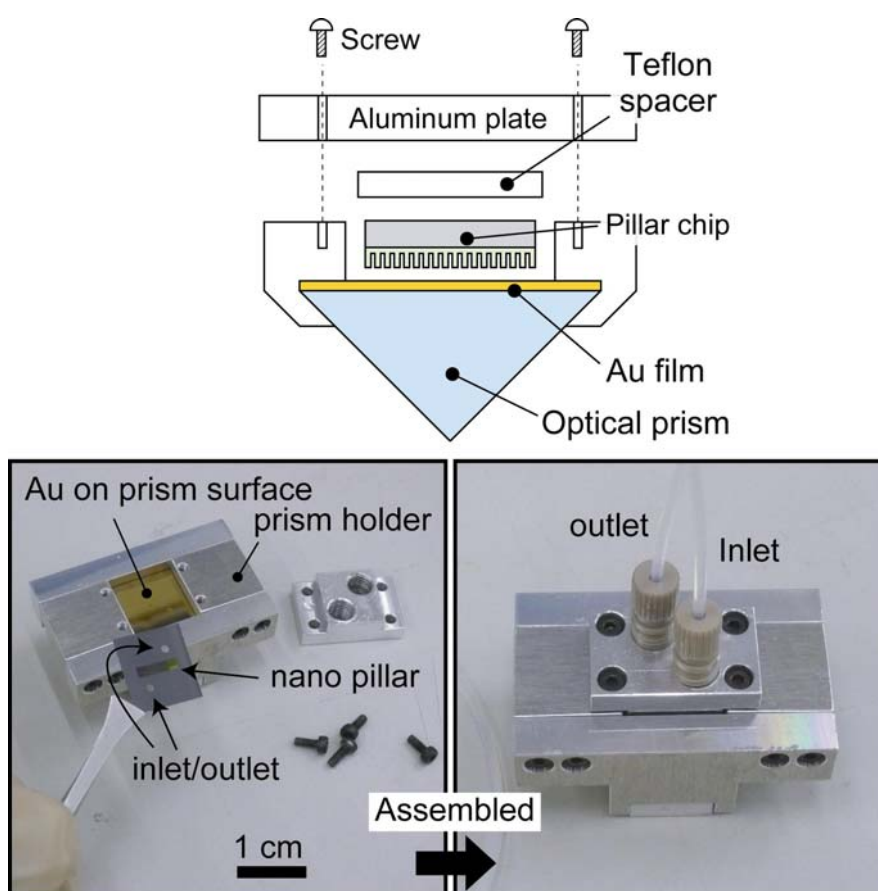 Screw
Teflon
spacer
Aluminum plate
Pillar chip
Au film
Optical prism
Au on prism surface
prism holder
nano pillar
inlet/outlet
1 cm
outlet
Inlet
Assembled